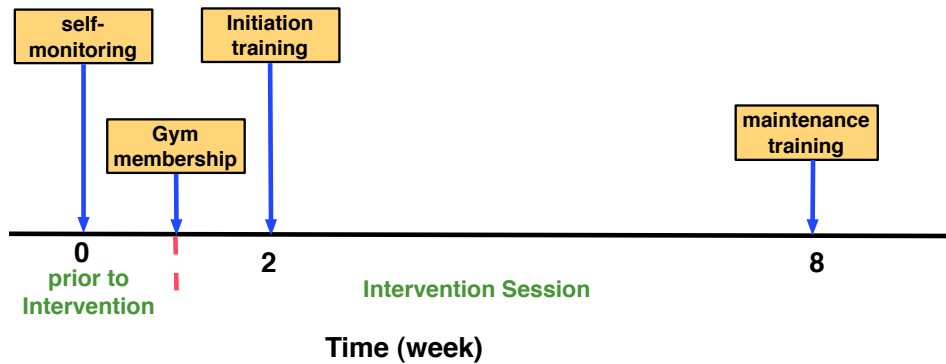 self-
monitoring
Initiation
training
Gym
membership
maintenance
training
0
2
8
prior to
Intervention
Intervention Session
Time (week)